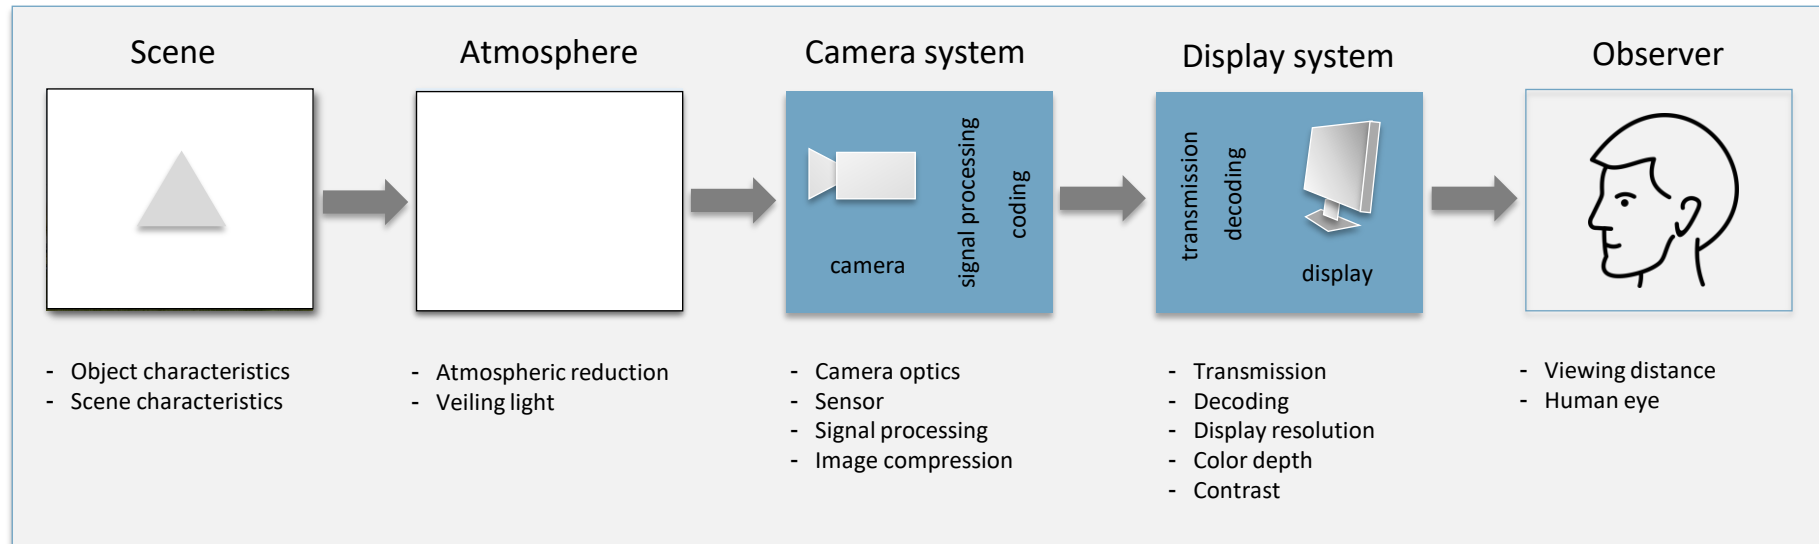 Scene
Atmosphere
Camera system
Display system
Observer
camera
signal processing
coding
transmission
decoding
display
- Object characteristics
- Scene characteristics
- Atmospheric reduction
- Veiling light
- Camera optics
- Sensor
- Signal processing
- Image compression
- Transmission
- Decoding
- Display resolution
- Color depth
- Contrast
- Viewing distance
- Human eye